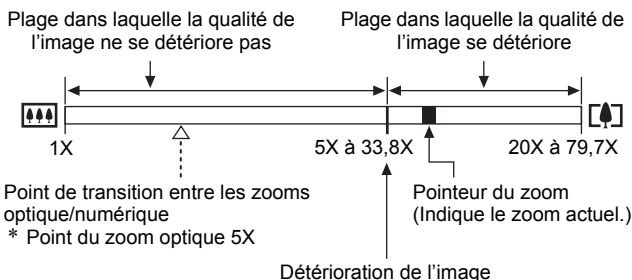 Plage dans laquelle la qualité de
l'image ne se détériore pas
Plage dans laquelle la qualité de
l'image se détériore
1X
5X à 33,8X
20X à 79,7X
Point de transition entre les zooms
optique/numérique
* Point du zoom optique 5X
Pointeur du zoom
(Indique le zoom actuel.)
Détérioration de l'image